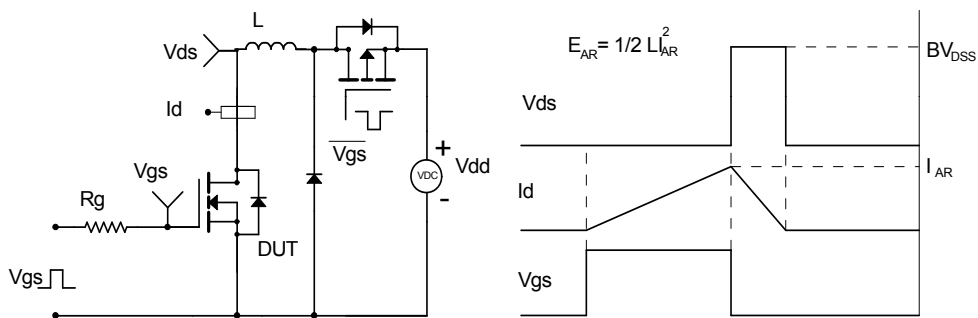 L
Vds
Id
Vgs
Vgs
Rg
DUT
Vgs
+
VDC
-
Vdd
E_AR = 1/2 LI_AR^2
Vds
BV_DSS
Id
I_AR
Vgs